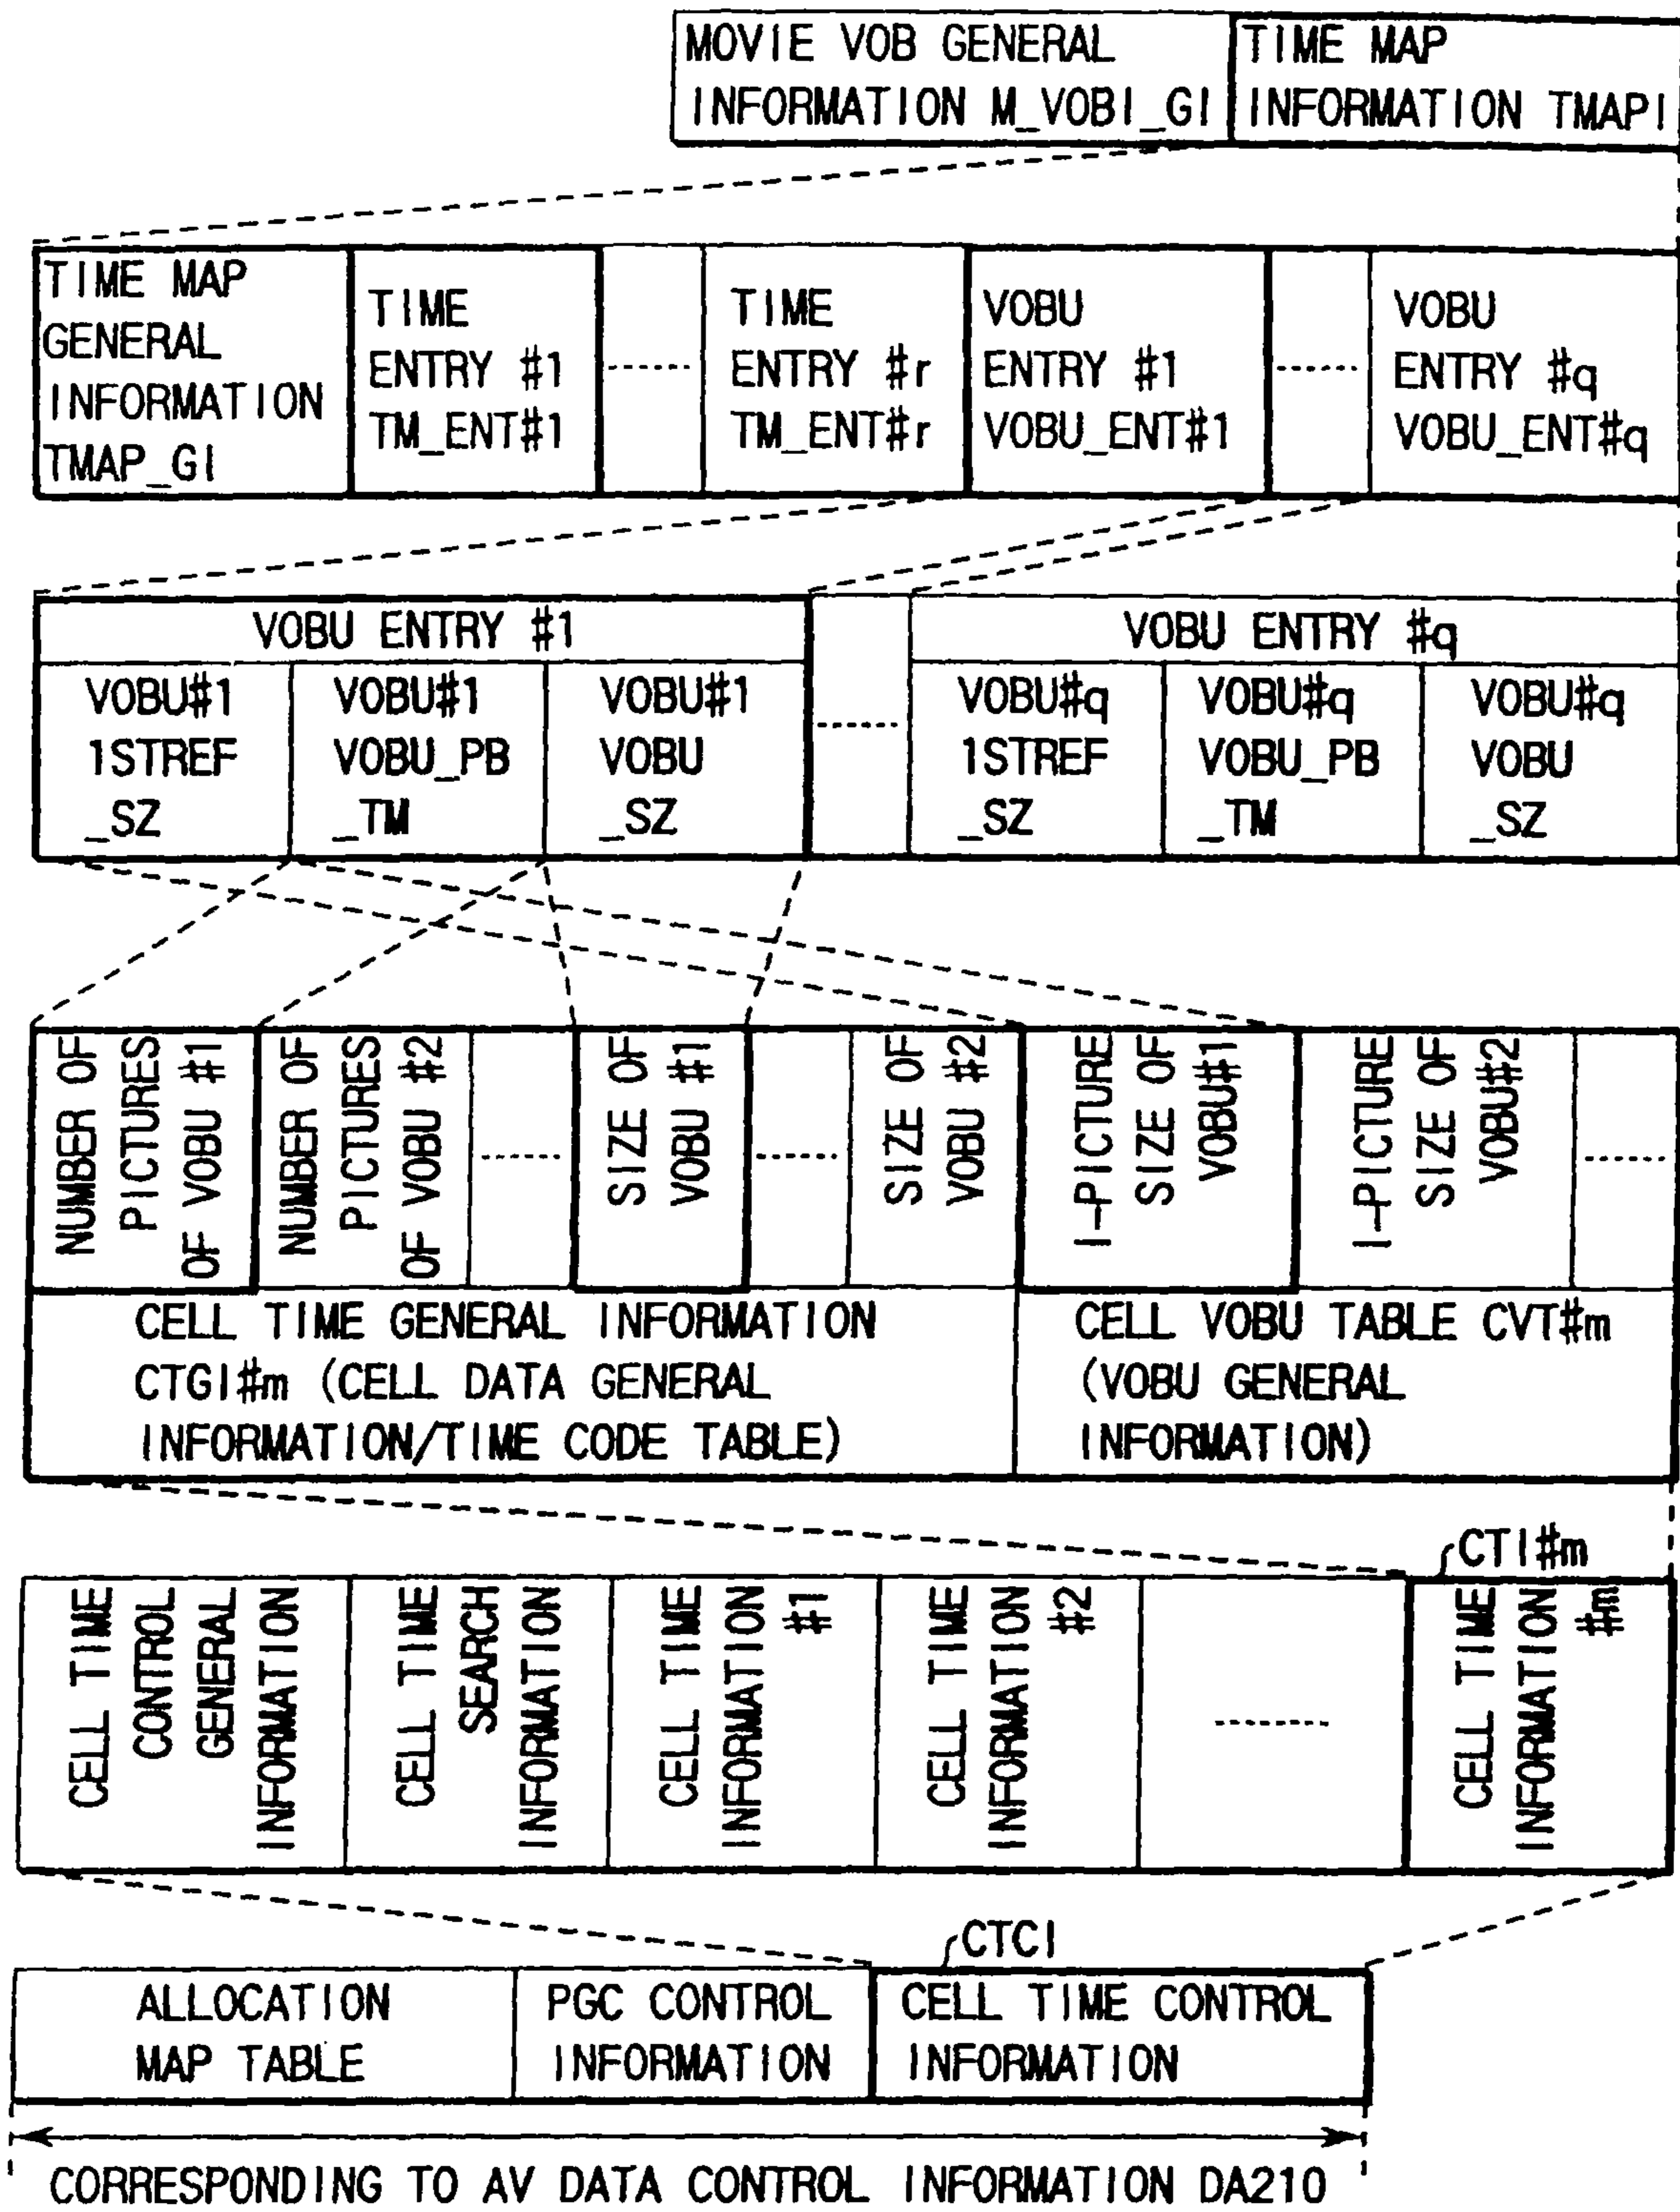 MOVIE VOB GENERAL
INFORMATION M_VOBI_GI
TIME MAP
INFORMATION TMAPI
TIME MAP
GENERAL
INFORMATION
TMAP_GI
TIME
ENTRY #1
TM_ENT#1
TIME
ENTRY #r
TM_ENT#r
VOBU
ENTRY #1
VOBU_ENT#1
VOBU
ENTRY #q
VOBU_ENT#q
VOBU ENTRY #1
VOBU ENTRY #q
VOBU#1
1STREF
_SZ
VOBU#1
VOBU_PB
_TM
VOBU#1
VOBU
_SZ
VOBU#q
1STREF
_SZ
VOBU#q
VOBU_PB
_TM
VOBU#q
VOBU
_SZ
NUMBER OF
PICTURES
OF VOBU #1
NUMBER OF
PICTURES
OF VOBU #2
SIZE OF
VOBU #1
SIZE OF
VOBU #2
I-PICTURE
SIZE OF
VOBU#1
I-PICTURE
SIZE OF
VOBU#2
CELL TIME GENERAL INFORMATION
CTGI#m (CELL DATA GENERAL
INFORMATION/TIME CODE TABLE)
CELL VOBU TABLE CVT#m
(VOBU GENERAL
INFORMATION)
CTI#m
CELL TIME
CONTROL
GENERAL
INFORMATION
CELL TIME
SEARCH
INFORMATION
CELL TIME
INFORMATION
#1
CELL TIME
INFORMATION
#2
CELL TIME
INFORMATION
#m
CTCI
ALLOCATION
MAP TABLE
PGC CONTROL
INFORMATION
CELL TIME CONTROL
INFORMATION
CORRESPONDING TO AV DATA CONTROL INFORMATION DA210